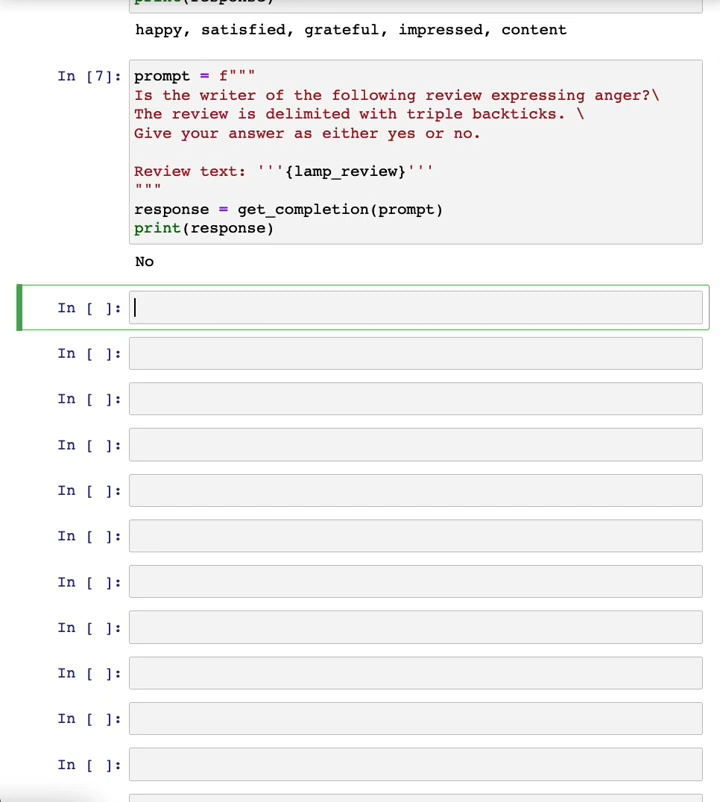 print(response)
happy, satisfied, grateful, impressed, content
In [7]: prompt = f"""
Is the writer of the following review expressing anger?\
The review is delimited with triple backticks. \
Give your answer as either yes or no.
Review text: '''{lamp_review}'''
"""
response = get_completion(prompt)
print(response)
No
In [ ]:
In [ ]:
In [ ]:
In [ ]:
In [ ]:
In [ ]:
In [ ]:
In [ ]:
In [ ]:
In [ ]:
In [ ]: